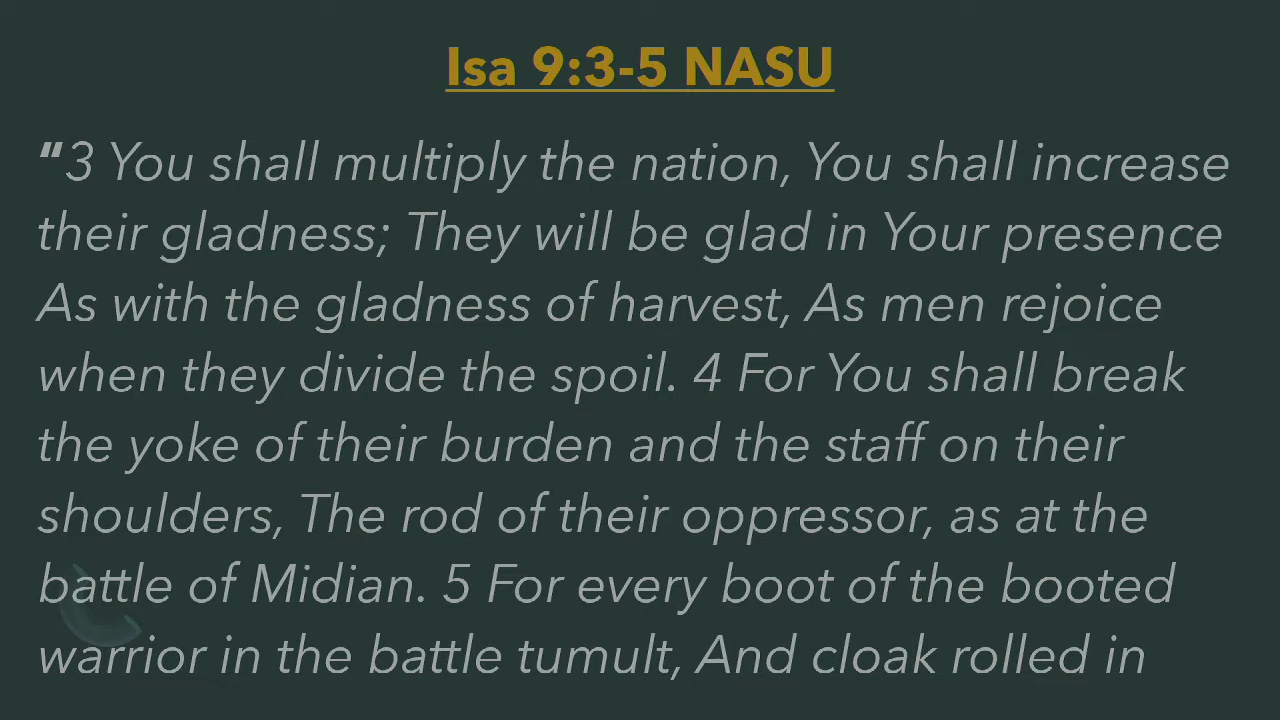 Isa 9:3-5 NASU
“3 You shall multiply the nation, You shall increase
their gladness; They will be glad in Your presence
As with the gladness of harvest, As men rejoice
when they divide the spoil. 4 For You shall break
the yoke of their burden and the staff on their
shoulders, The rod of their oppressor, as at the
battle of Midian. 5 For every boot of the booted
warrior in the battle tumult, And cloak rolled in